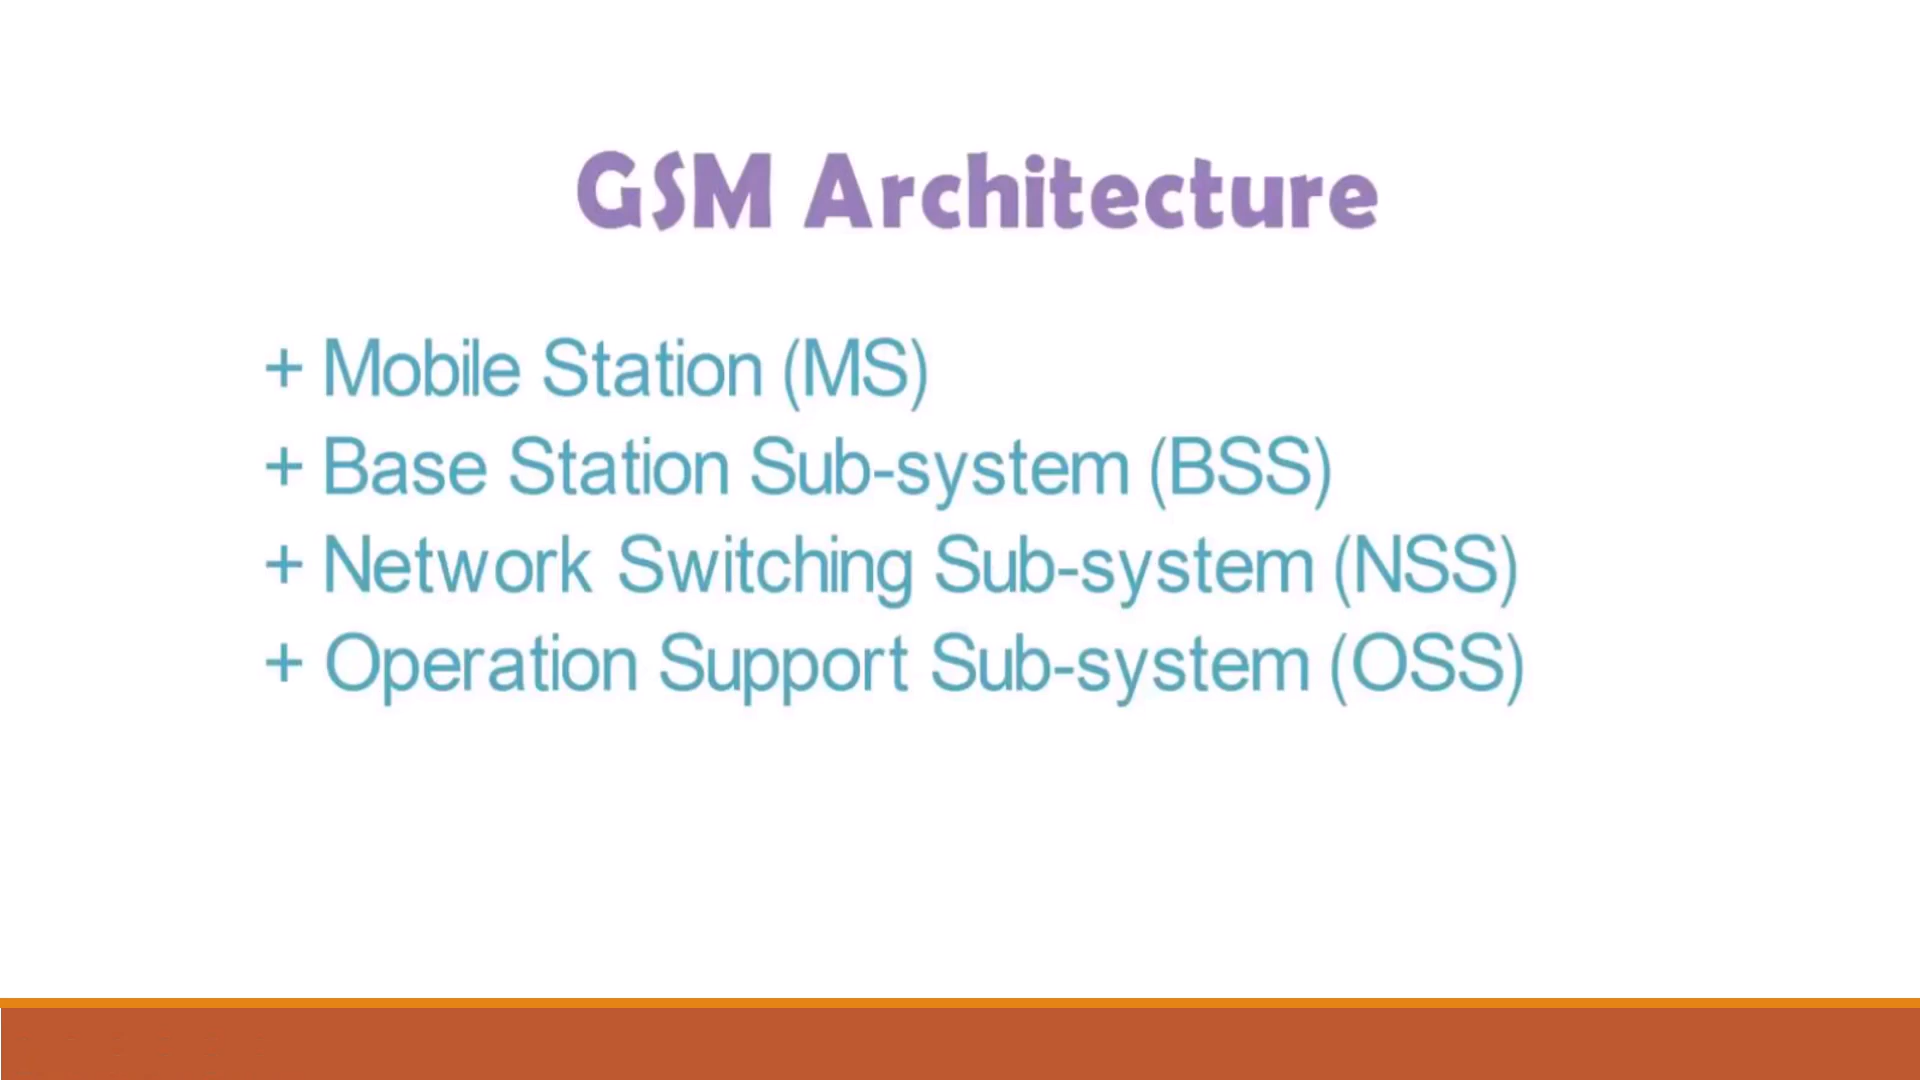 GSM Architecture
+ Mobile Station (MS)
+ Base Station Sub-system (BSS)
+ Network Switching Sub-system (NSS)
+ Operation Support Sub-system (OSS)